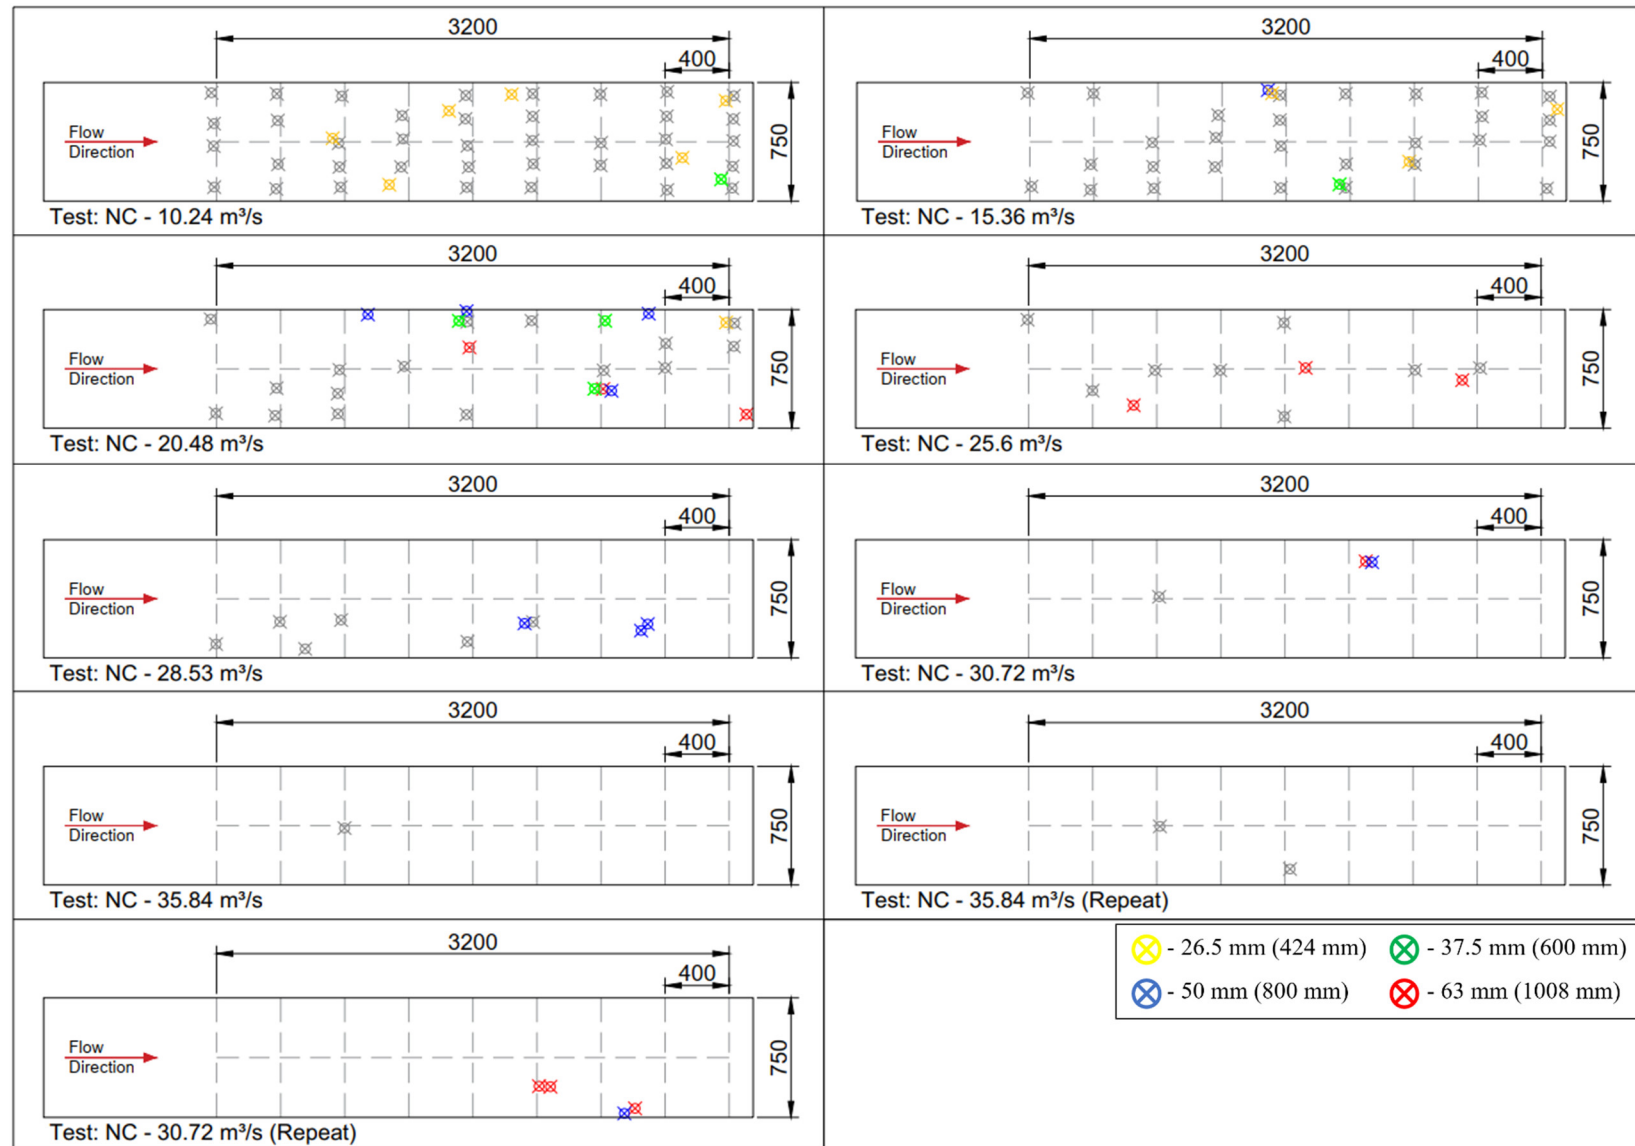 3200
400
Flow
Direction
750
Test: NC - 10.24 m³/s
3200
400
Flow
Direction
750
Test: NC - 15.36 m³/s
3200
400
Flow
Direction
750
Test: NC - 20.48 m³/s
3200
400
Flow
Direction
750
Test: NC - 25.6 m³/s
3200
400
Flow
Direction
750
Test: NC - 28.53 m³/s
3200
400
Flow
Direction
750
Test: NC - 30.72 m³/s
3200
400
Flow
Direction
750
Test: NC - 35.84 m³/s
3200
400
Flow
Direction
750
Test: NC - 35.84 m³/s (Repeat)
3200
400
Flow
Direction
750
Test: NC - 30.72 m³/s (Repeat)
- 26.5 mm (424 mm) - 37.5 mm (600 mm)
- 50 mm (800 mm) - 63 mm (1008 mm)